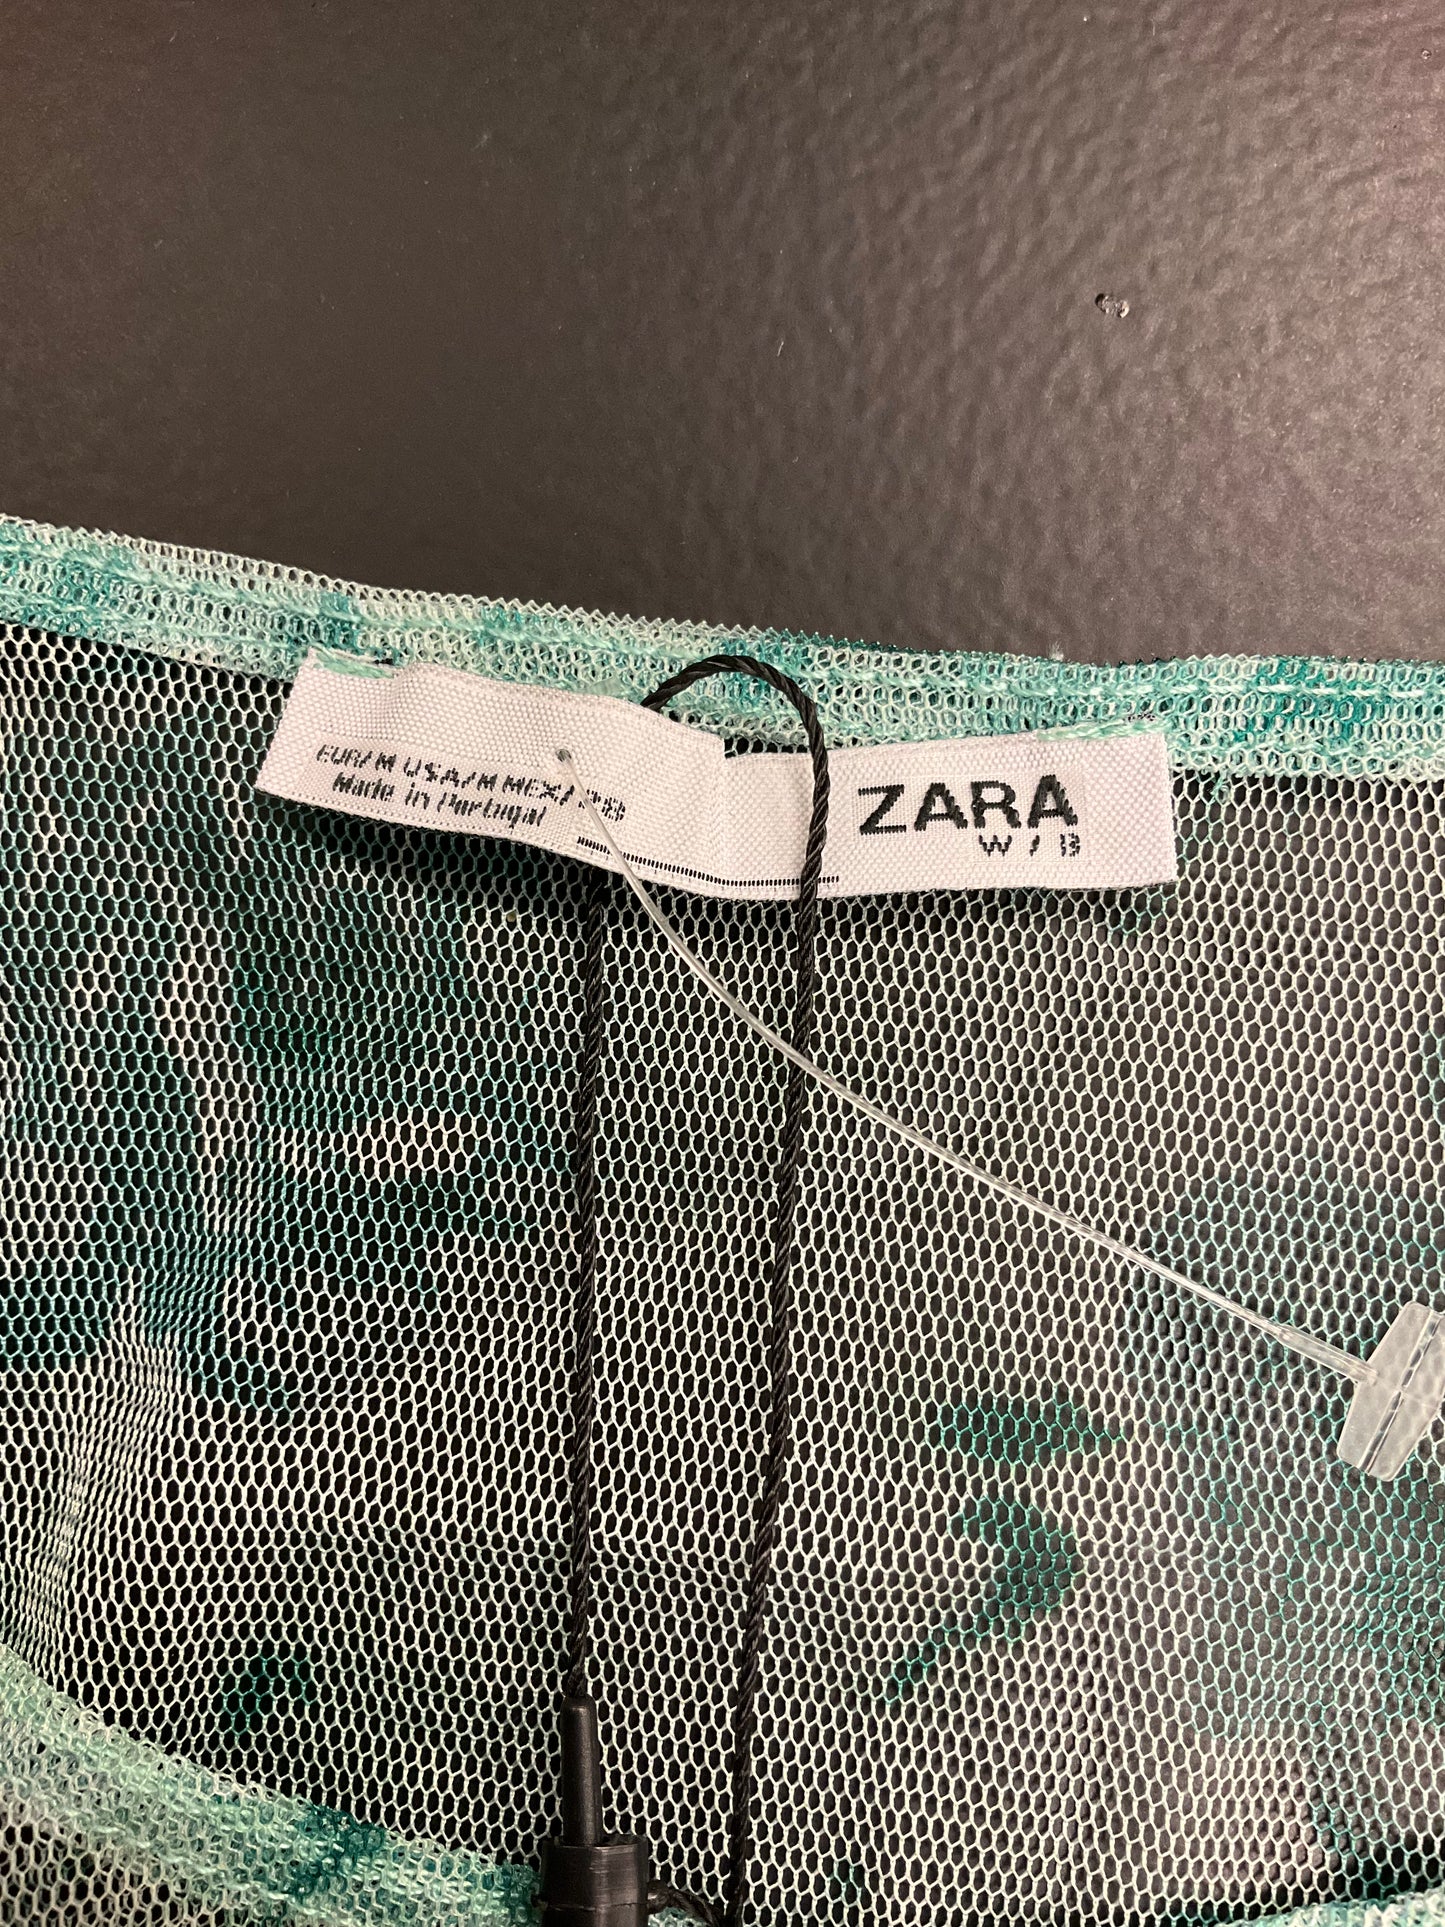 EUR/M USA/M MEX/28
Made in Portugal
ZARA
W / B